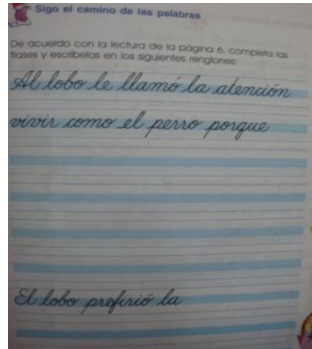 Sigo el camino de las palabras
De acuerdo con la lectura de la página 6, completa las
frases y escríbelas en los siguientes renglones:
Al lobo le llamó la atención
vivir como el perro porque
El lobo prefirió la